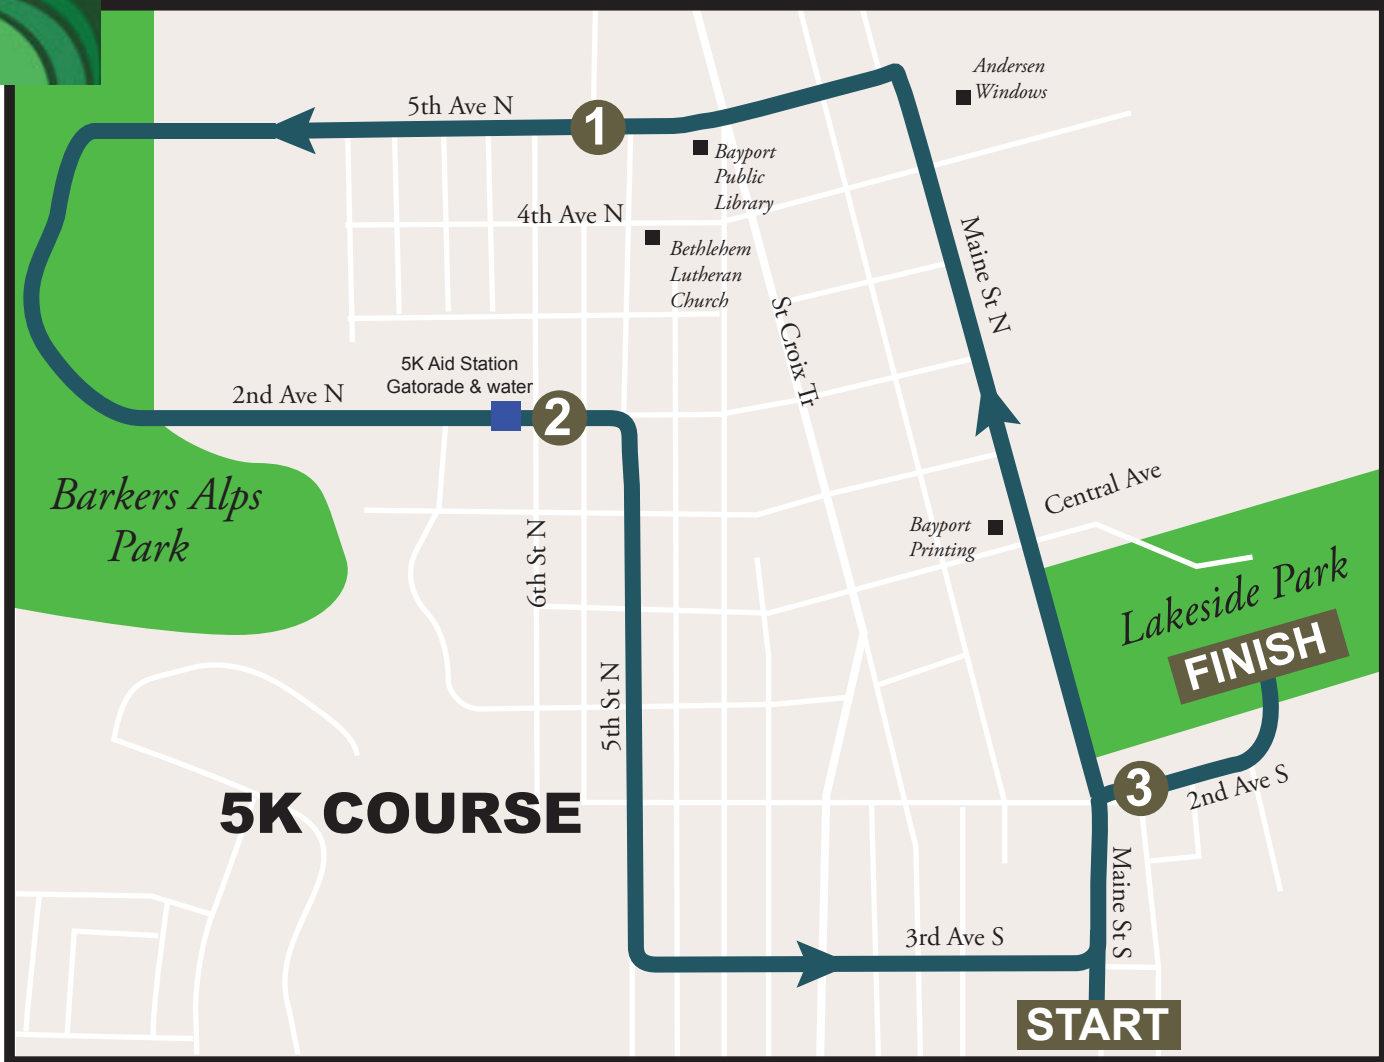 Andersen
Windows
5th Ave N
1
Bayport
Public
Library
4th Ave N
Bethlehem
Lutheran
Church
Maine St N
St Croix Tr
5K Aid Station
Gatorade & water
2nd Ave N
2
Barkers Alps
Park
Central Ave
Bayport
Printing
6th St N
Lakeside Park
FINISH
5th St N
5K COURSE
3
2nd Ave S
Maine St S
3rd Ave S
START